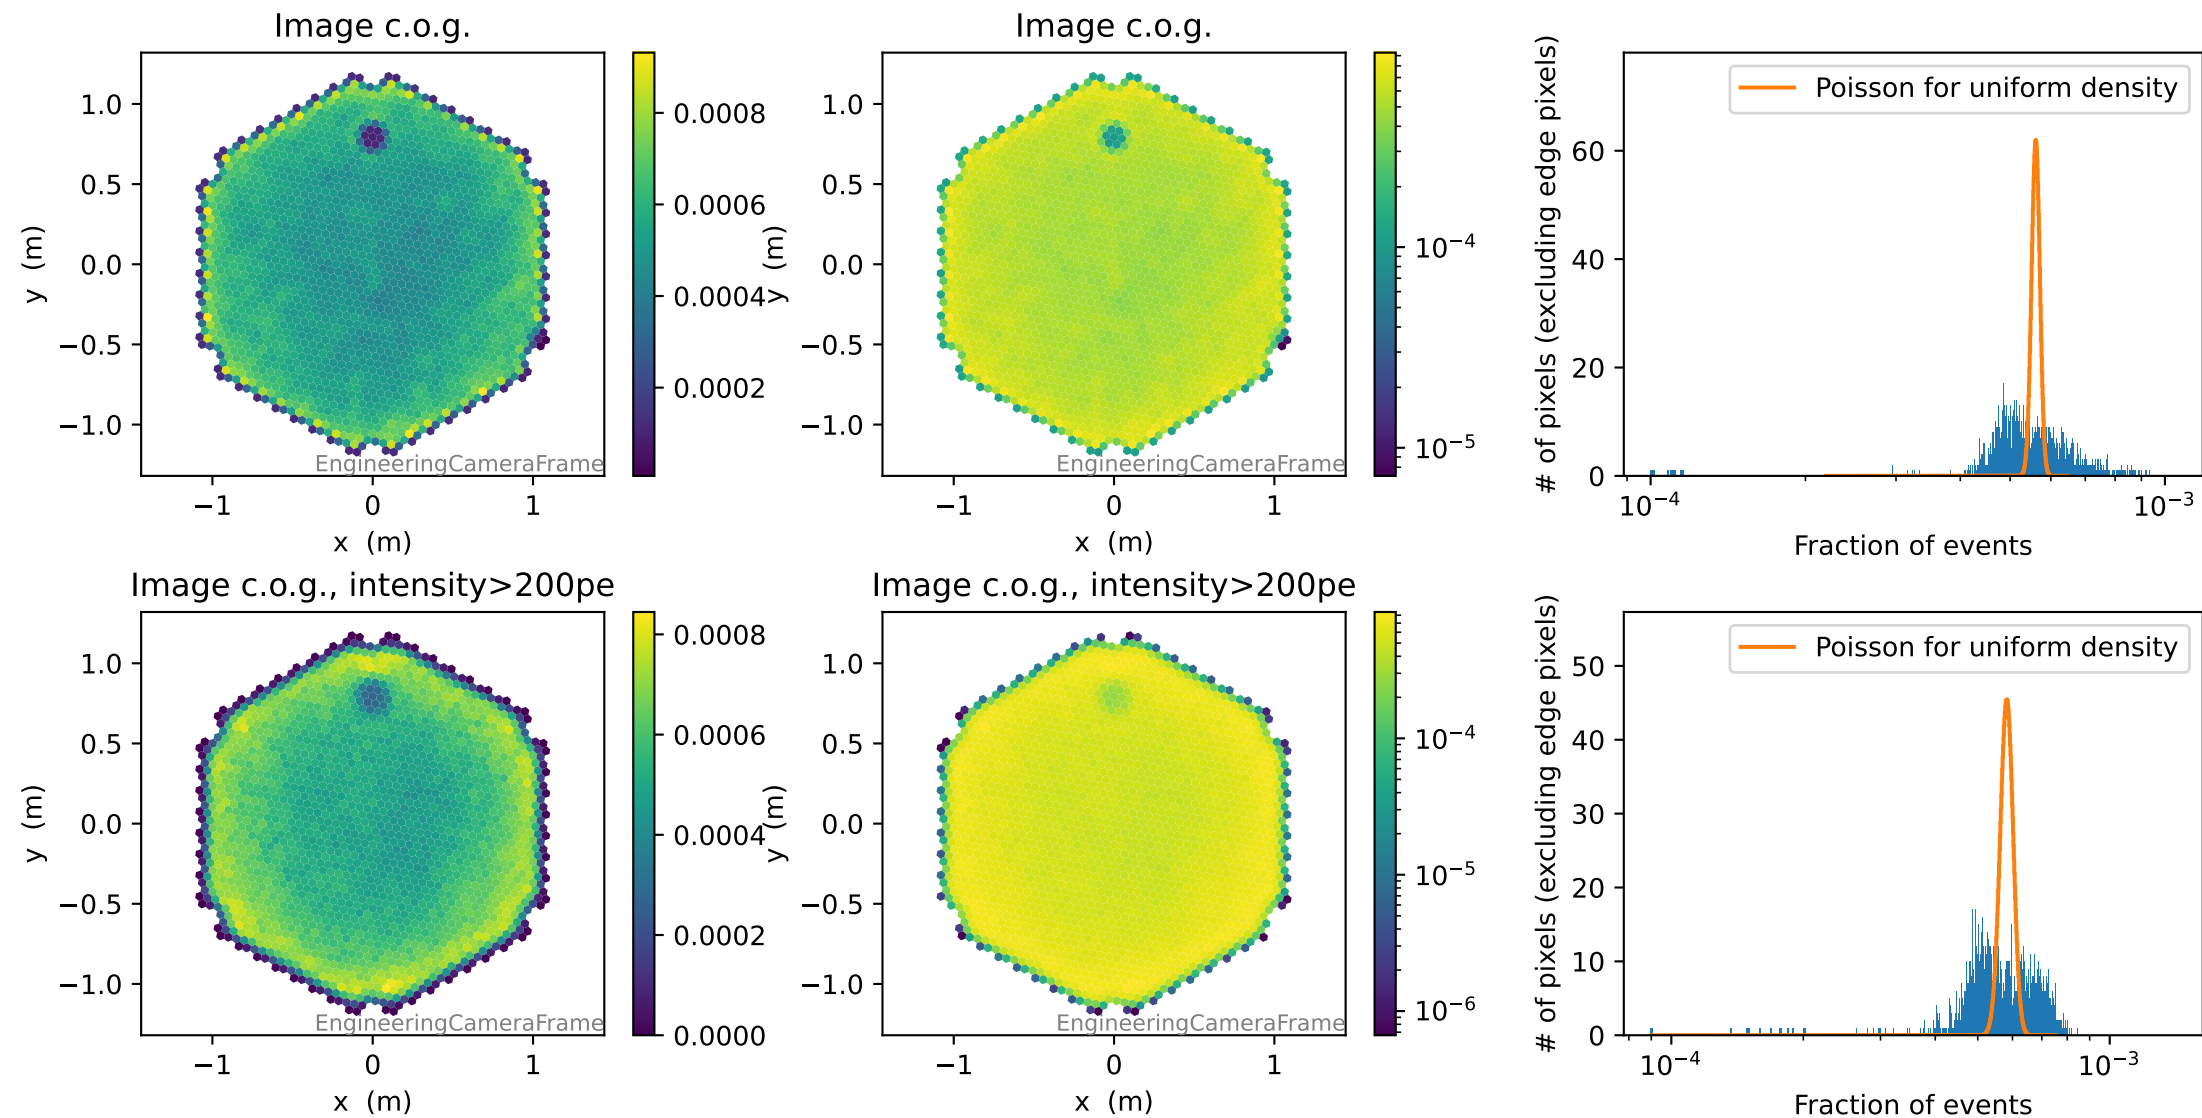 Image c.o.g.
1.0
0.5
0.0
−0.5
−1.0
y (m)
−1
0
1
x (m)
EngineeringCameraFrame
0.0008
0.0006
0.0004
0.0002
Image c.o.g.
1.0
0.5
0.0
−0.5
−1.0
y (m)
−1
0
1
x (m)
EngineeringCameraFrame
10⁻⁴
10⁻⁵
# of pixels (excluding edge pixels)
60
40
20
0
Poisson for uniform density
10⁻⁴
10⁻³
Fraction of events
Image c.o.g., intensity>200pe
1.0
0.5
0.0
−0.5
−1.0
y (m)
−1
0
1
x (m)
EngineeringCameraFrame
0.0008
0.0006
0.0004
0.0002
0.0000
Image c.o.g., intensity>200pe
1.0
0.5
0.0
−0.5
−1.0
y (m)
−1
0
1
x (m)
EngineeringCameraFrame
10⁻⁴
10⁻⁵
10⁻⁶
# of pixels (excluding edge pixels)
50
40
30
20
10
0
Poisson for uniform density
10⁻⁴
10⁻³
Fraction of events